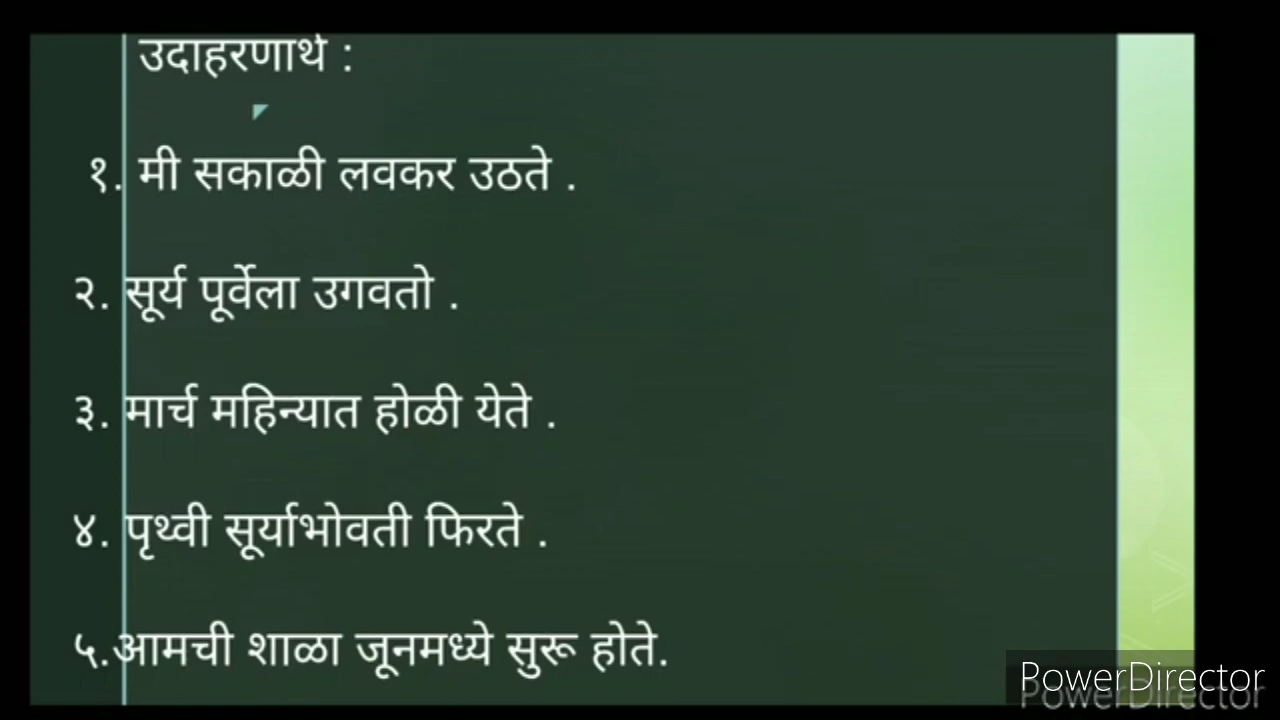 उदाहरणार्थ :
१. मी सकाळी लवकर उठते .
२. सूर्य पूर्वेला उगवतो .
३. मार्च महिन्यात होळी येते .
४. पृथ्वी सूर्याभोवती फिरते .
५.आमची शाळा जूनमध्ये सुरू होते.
PowerDirector